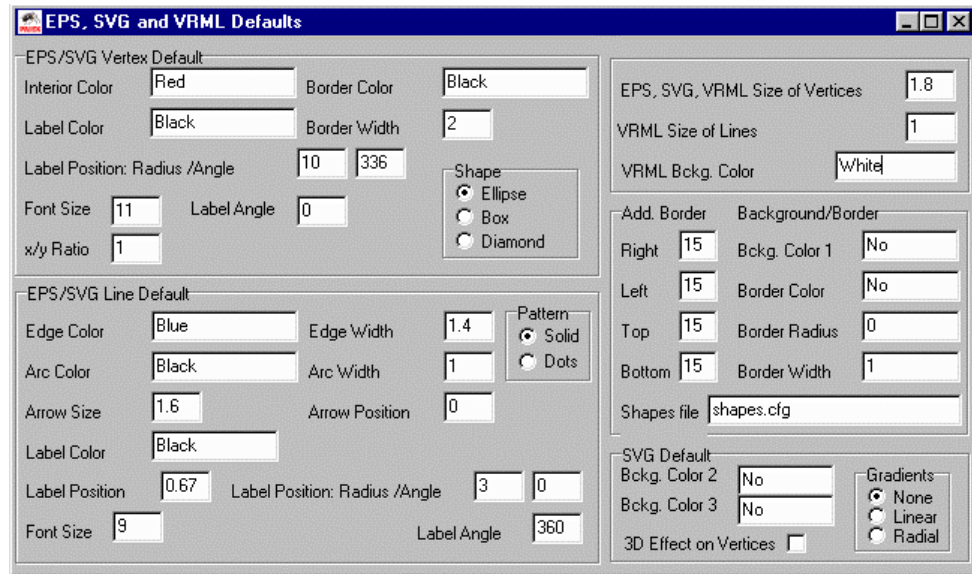 EPS, SVG and VRML Defaults
EPS/SVG Vertex Default
Interior Color Red Border Color Black
Label Color Black Border Width 2
Label Position: Radius /Angle 10 336
Shape
Ellipse
Box
Diamond
Font Size 11 Label Angle 0
x/y Ratio 1
EPS/SVG Line Default
Edge Color Blue Edge Width 1.4
Pattern
Solid
Dots
Arc Color Black Arc Width 1
Arrow Size 1.6 Arrow Position 0
Label Color Black
Label Position 0.67 Label Position: Radius /Angle 3 0
Font Size 9 Label Angle 360
EPS, SVG, VRML Size of Vertices 1.8
VRML Size of Lines 1
VRML Bckg. Color White
Add. Border Background/Border
Right 15 Bckg. Color 1 No
Left 15 Border Color No
Top 15 Border Radius 0
Bottom 15 Border Width 1
Shapes file shapes.cfg
SVG Default
Bckg. Color 2 No
Bckg. Color 3 No
3D Effect on Vertices
Gradients
None
Linear
Radial